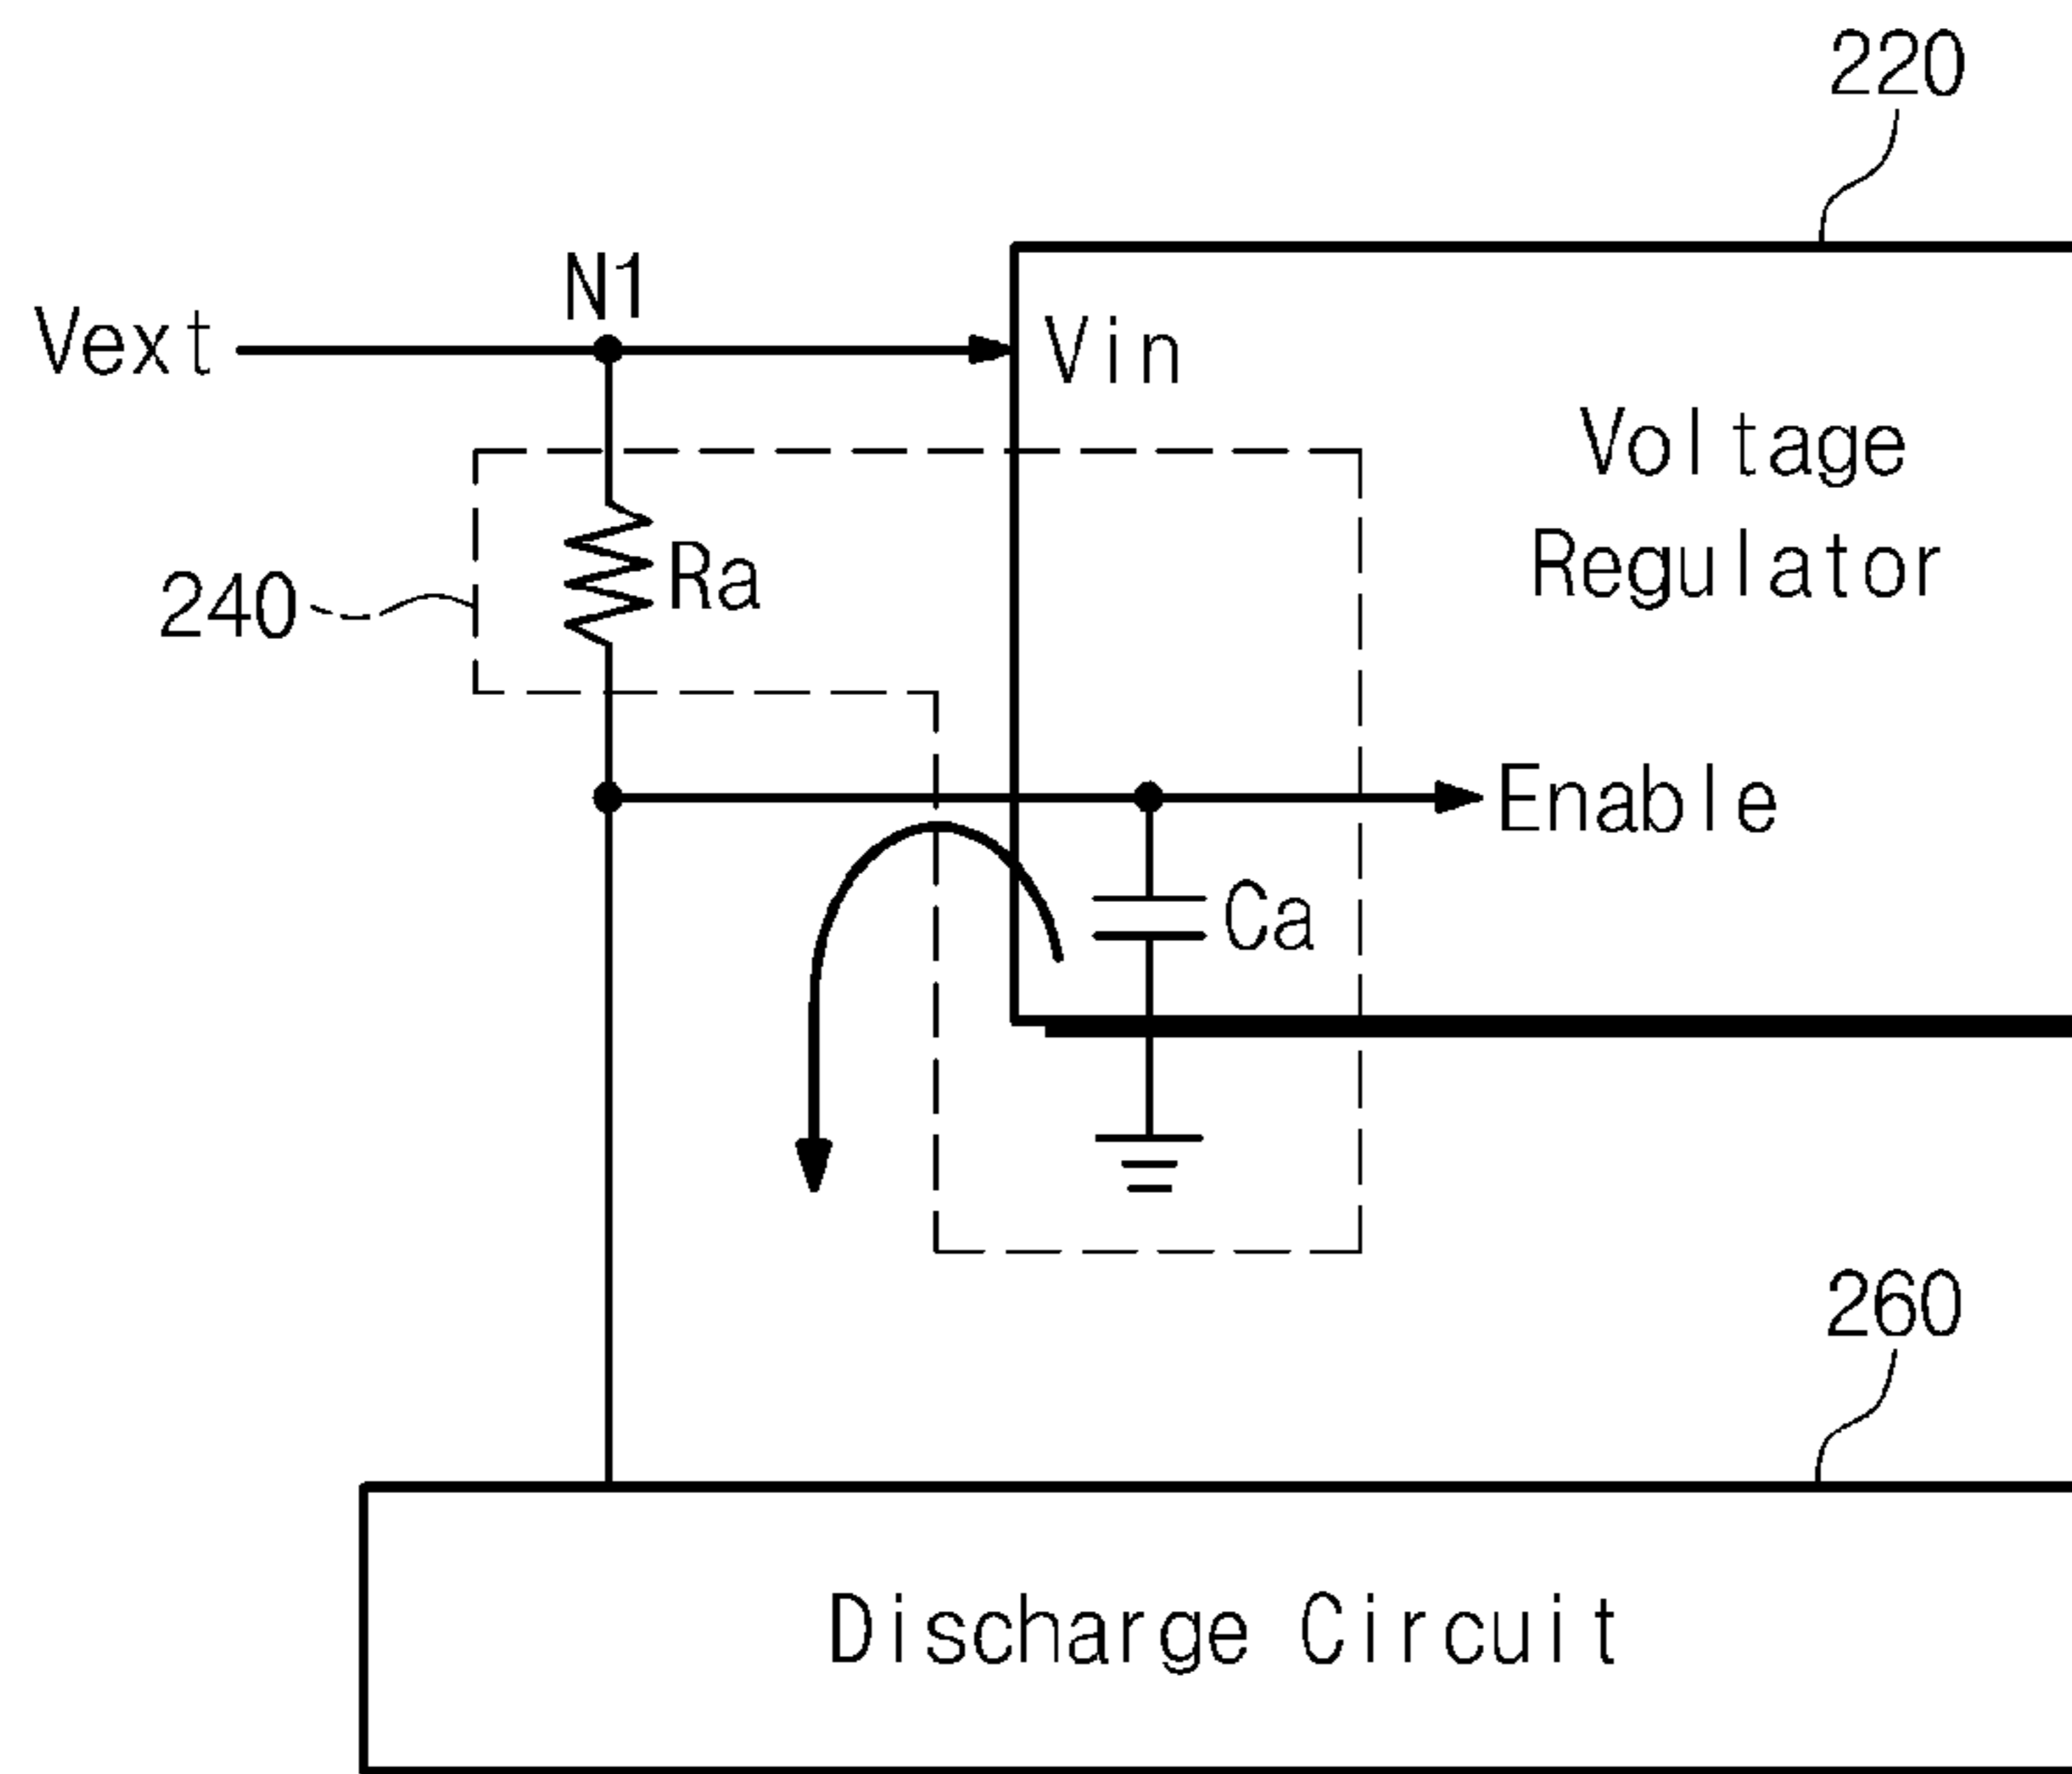 220
N1
Vext
Vin
Voltage
Regulator
Ra
240
Enable
Ca
260
Discharge Circuit